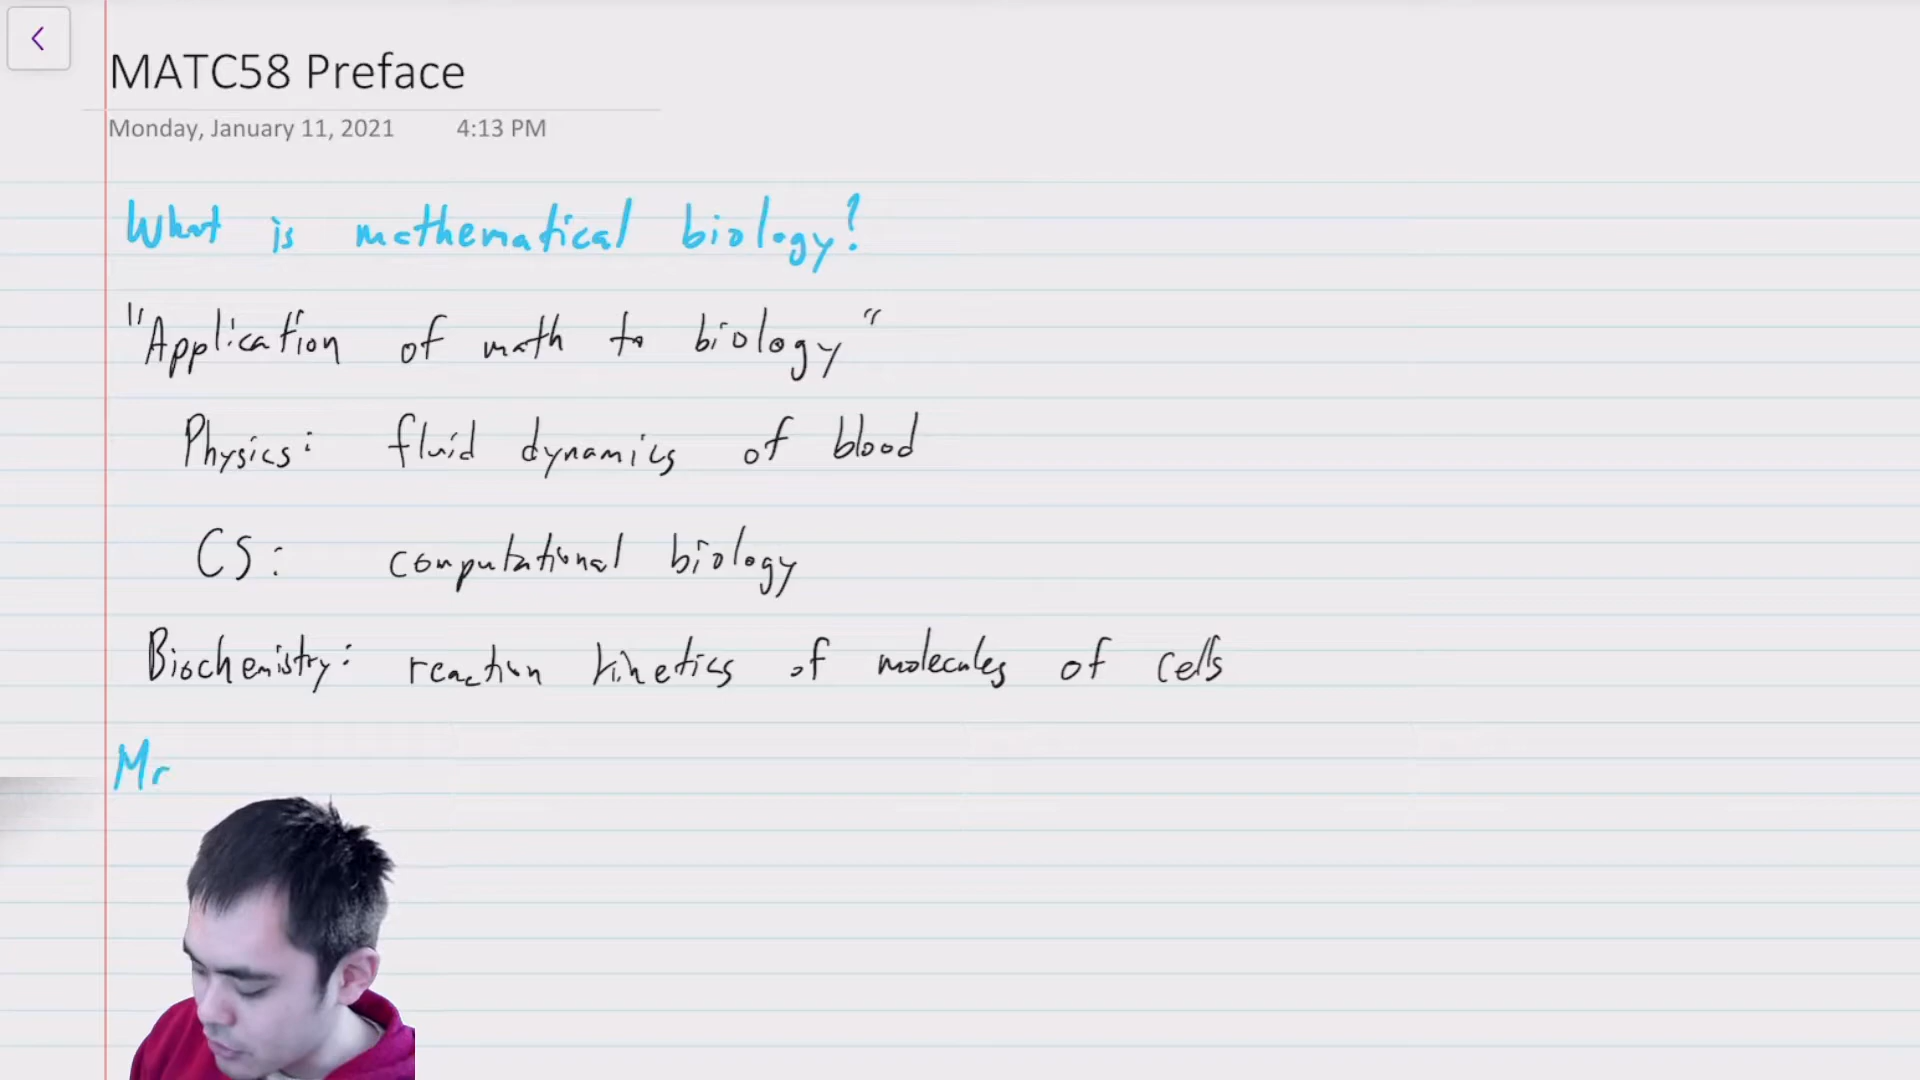 MATC58 Preface
Monday, January 11, 2021 4:13 PM
What is mathematical biology?
"Application of math to biology"
Physics: fluid dynamics of blood
CS: computational biology
Biochemistry: reaction kinetics of molecules of cells
Mr